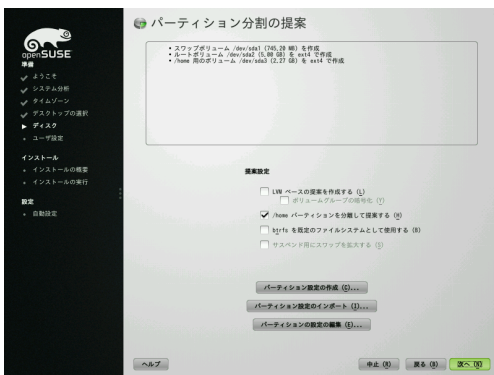 パーティション分割の提案
openSUSE
準備
ようこそ
システム分析
タイムゾーン
デスクトップの選択
ディスク
ユーザ設定
インストール
インストールの概要
インストールの実行
設定
自動設定
スワップボリューム /dev/sda1 (745.20 MB) を作成
ルートボリューム /dev/sda2 (5.00 GB) を ext4 で作成
/home 用のボリューム /dev/sda3 (2.27 GB) を ext4 で作成
提案設定
LVM ベースの提案を作成する (L)
ボリュームグループの暗号化 (Y)
/home パーティションを分離して提案する (H)
btrfs を既定のファイルシステムとして使用する (B)
サスペンド用にスワップを拡大する (S)
パーティション設定の作成 (C)...
パーティション設定のインポート (I)...
パーティションの設定の編集 (E)...
ヘルプ
中止 (R)
戻る (B)
次へ (N)